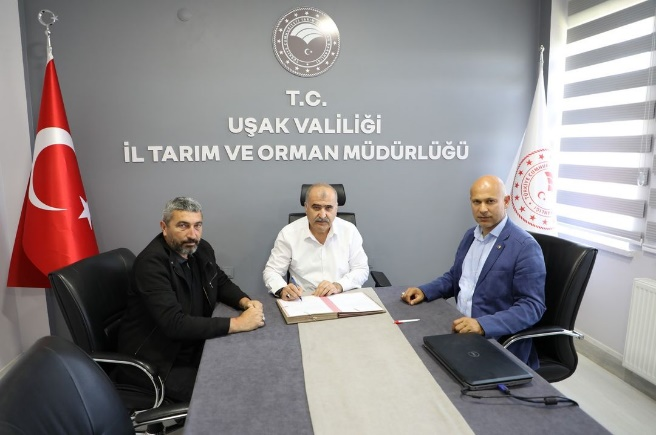 T.C.
UŞAK VALİLİĞİ
İL TARIM VE ORMAN MÜDÜRLÜĞÜ